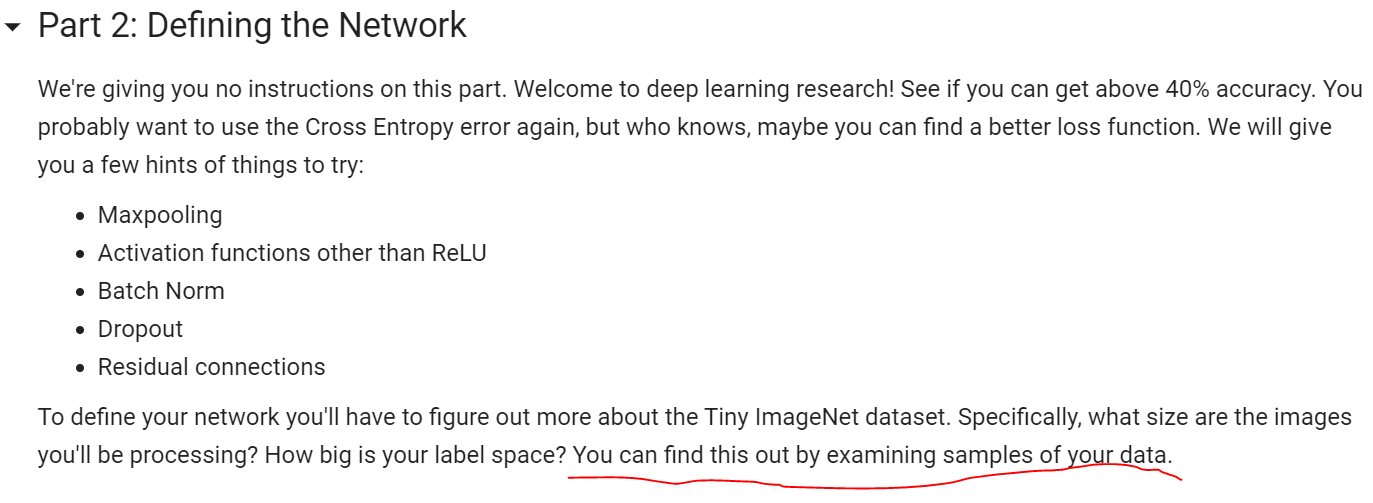 Part 2: Defining the Network
We're giving you no instructions on this part. Welcome to deep learning research! See if you can get above 40% accuracy. You
probably want to use the Cross Entropy error again, but who knows, maybe you can find a better loss function. We will give
you a few hints of things to try:
• Maxpooling
• Activation functions other than ReLU
• Batch Norm
• Dropout
• Residual connections
To define your network you'll have to figure out more about the Tiny ImageNet dataset. Specifically, what size are the images
you'll be processing? How big is your label space? You can find this out by examining samples of your data.